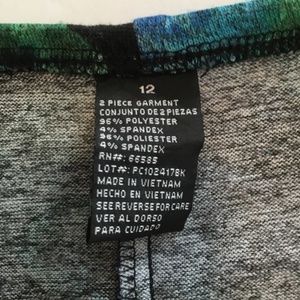 12
2 PIECE GARMENT
CONJUNTO DE 2 PIEZAS
96% POLYESTER
4% SPANDEX
96% POLIESTER
4% SPANDEX
RN#: 66585
LOT#: PC102417BK
MADE IN VIETNAM
HECHO EN VIETNAM
SEE REVERSE FOR CARE
VER AL DORSO
PARA CUIDADO